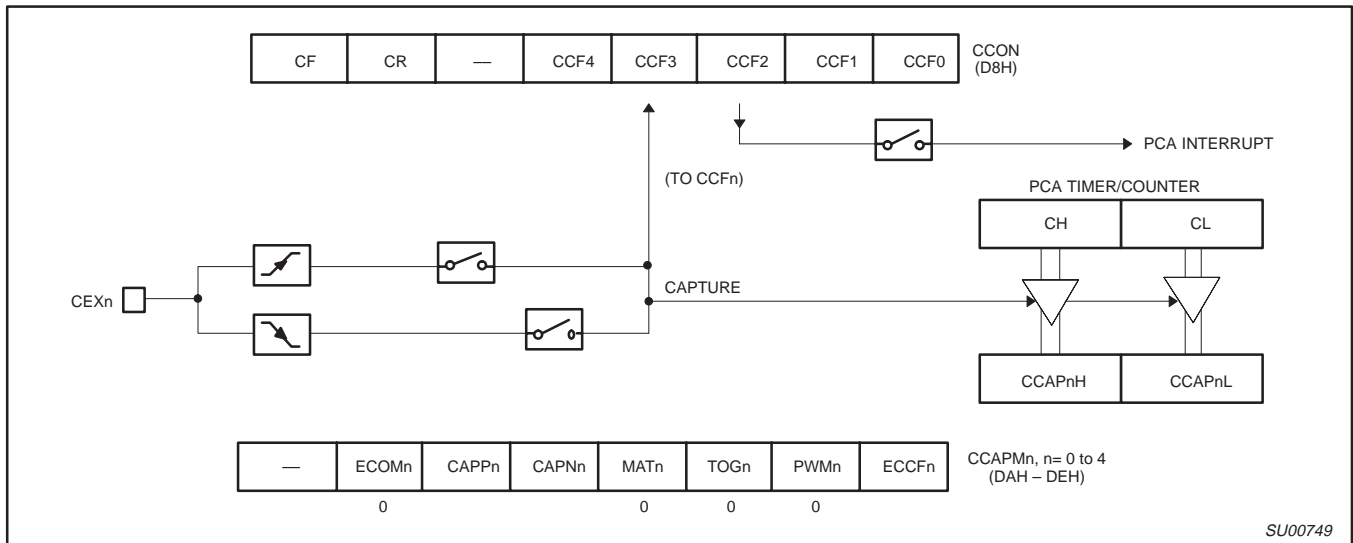 CF CR — CCF4 CCF3 CCF2 CCF1 CCF0
CCON
(D8H)
PCA INTERRUPT
(TO CCFn)
PCA TIMER/COUNTER
CH CL
CEXn
CAPTURE
CCAPnH CCAPnL
— ECOMn CAPPn CAPNn MATn TOGn PWMn ECCFn
CCAPMn, n= 0 to 4
(DAH – DEH)
0 0 0 0
SU00749